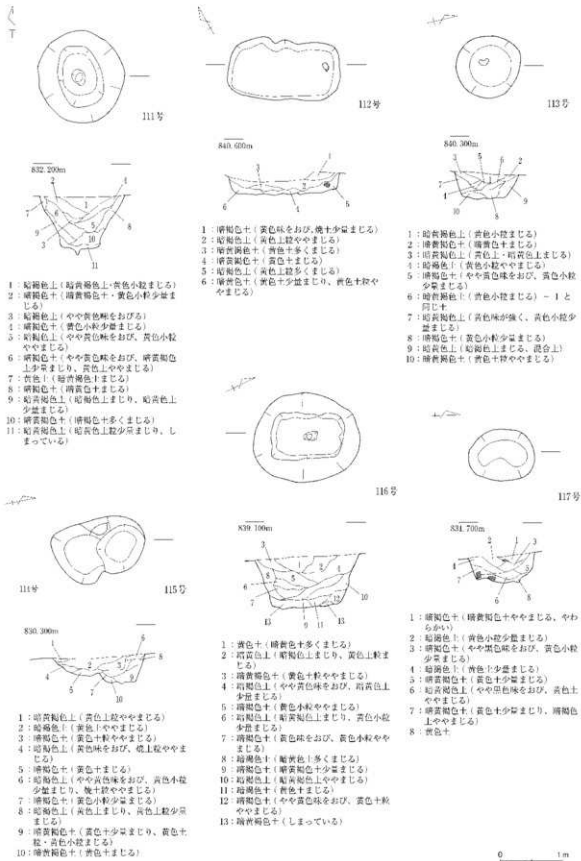 111号
832.200m
1：暗褐色土（暗黄褐色土・黄色小粒まじる）
2：暗褐色土（暗黄褐色土・黄色小粒少量ま
じる）
3：暗褐色土（やや黄色味をおびる）
4：暗褐色土（黄色小粒少量まじる）
5：暗褐色土（やや黄色味をおび、黄色小粒
ややまじる）
6：暗褐色土（やや黄色味をおび、暗黄褐色
土少量まじり、黄色土ややまじる）
7：黄色土（暗黄褐色土まじる）
8：暗褐色土（暗黄色土まじる）
9：暗黄褐色土（暗褐色土まじり、暗黄色土
少量まじる）
10：暗黄褐色土（暗褐色土多くまじる）
11：暗黄褐色土（暗黄色土粒少量まじり、し
まっている）
112号
840.600m
1：暗褐色土（黄色味をおび、焼土少量まじる）
2：暗褐色土（黄色土粒ややまじる）
3：暗黄褐色土（黄色土多くまじる）
4：暗黄褐色土（黄色土まじる）
5：暗褐色土（黄色土粒多くまじる）
6：暗黄色土（黄色土少量まじり、黄色土粒や
やまじる）
113号
840.300m
1：暗黄褐色土（黄色小粒まじる）
2：暗黄褐色土（暗黄色土まじる）
3：暗黄褐色土（黄色土・暗黄色土まじる）
4：暗褐色土（黄色小粒ややまじる）
5：暗褐色土（やや黄色味をおび、黄色小粒
少量まじる）
6：暗黄褐色土（黄色小粒まじる）－1と
同じ土
7：暗黄褐色土（黄色味が強く、黄色小粒少
量まじる）
8：暗褐色土（黄色小粒少量まじる）
9：暗黄色土（暗褐色土まじる、混合土）
10：暗黄褐色土（黄色土粒ややまじる）
114号
115号
830.300m
1：暗黄褐色土（黄色土粒ややまじる）
2：暗褐色土（黄色土ややまじる）
3：暗黄褐色土（黄色土粒ややまじる）
4：暗黄褐色土（黄色味をおび、焼土粒ややま
じる）
5：暗褐色土（黄色土まじる）
6：暗褐色土（やや黄色味をおび、黄色小粒
少量まじり、焼土粒ややまじる）
7：暗褐色土（黄色小粒少量まじる）
8：暗褐色土（黄色土まじり、黄色土粒少量
まじる）
9：暗黄褐色土（黄色土少量まじり、黄色土
粒・黄色小粒まじる）
10：暗黄褐色土（黄色土まじる）
116号
839.100m
1：黄色土（暗黄色土多くまじる）
2：暗黄色土（暗褐色土まじり、黄色土粒ま
じる）
3：暗黄褐色土（黄色土粒ややまじる）
4：暗褐色土（やや黄色味をおび、暗黄色土
少量まじる）
5：暗褐色土（黄色小粒ややまじる）
6：暗褐色土（暗黄褐色土まじり、黄色小粒
少量まじる）
7：暗黄褐色土（黄色味をおび、黄色小粒やや
まじる）
8：暗褐色土（暗黄色土多くまじる）
9：暗褐色土（暗黄褐色土少量まじる）
10：暗褐色土（暗黄褐色土ややまじる）
11：暗黄色土（黄色土まじる）
12：暗褐色土（やや黄色味をおび、黄色土粒
ややまじる）
13：暗黄褐色土（しまっている）
117号
831.700m
1：暗褐色土（暗黄褐色土ややまじる、やわ
らかい）
2：暗褐色土（黄色小粒少量まじる）
3：暗褐色土（やや黒色味をおび、黄色小粒
少量まじる）
4：暗褐色土（黄色土少量まじる）
5：暗黄褐色土（黄色土少量まじる）
6：暗黄褐色土（やや黒色味をおび、黄色土
ややまじる）
7：暗黄褐色土（黄色土少量まじり、暗褐色
土ややまじる）
8：黄色土
0 1m